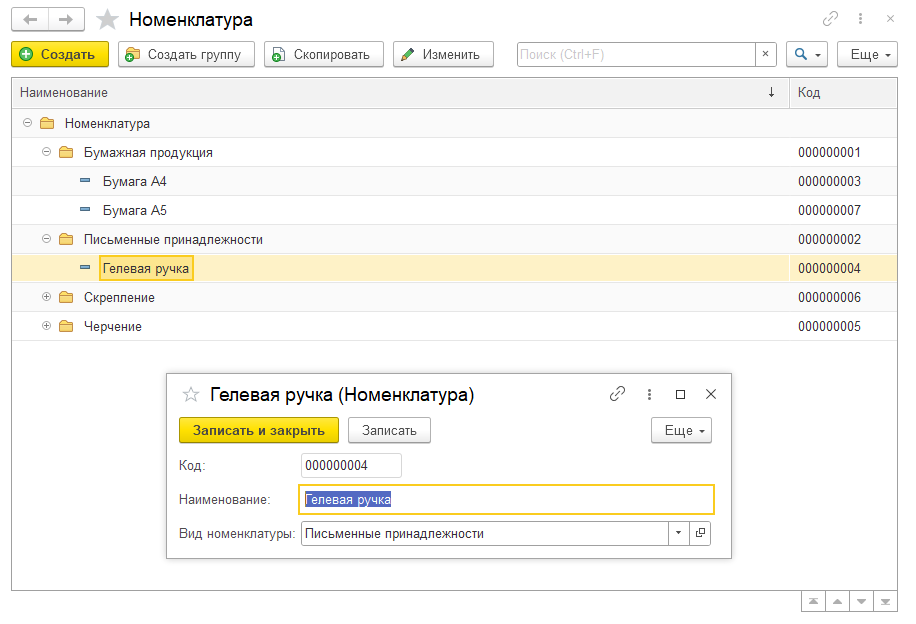 Номенклатура
Создать Создать группу Скопировать Изменить Поиск (Ctrl+F) × Еще
Наименование ↓ Код
Номенклатура
Бумажная продукция 000000001
Бумага А4 000000003
Бумага А5 000000007
Письменные принадлежности 000000002
Гелевая ручка 000000004
Скрепление 000000006
Черчение 000000005
Гелевая ручка (Номенклатура)
Записать и закрыть Записать Еще
Код: 000000004
Наименование: Гелевая ручка
Вид номенклатуры: Письменные принадлежности